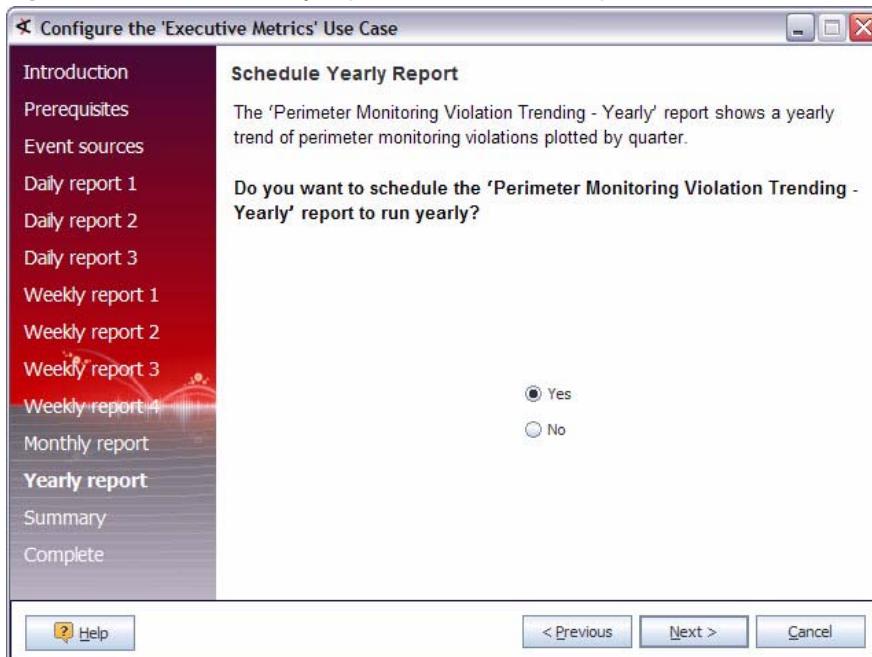 Configure the 'Executive Metrics' Use Case
Introduction
Prerequisites
Event sources
Daily report 1
Daily report 2
Daily report 3
Weekly report 1
Weekly report 2
Weekly report 3
Weekly report 4
Monthly report
Yearly report
Summary
Complete
Schedule Yearly Report
The ‘Perimeter Monitoring Violation Trending - Yearly’ report shows a yearly
trend of perimeter monitoring violations plotted by quarter.
Do you want to schedule the ‘Perimeter Monitoring Violation Trending -
Yearly’ report to run yearly?
Yes
No
Help
< Previous
Next >
Cancel